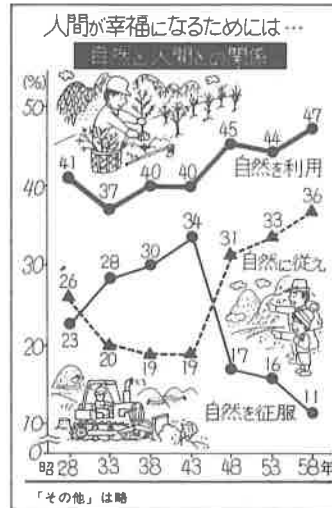 人間が幸福になるためには…
自然と人間との関係
(%)
50
40
30
20
10
0
41 37 40 40 45 44 47
自然を利用
26 20 19 19 31 33 36
自然に従え
23 28 30 34 17 16 11
自然を征服
昭28 33 38 43 48 53 58年
「その他」は略